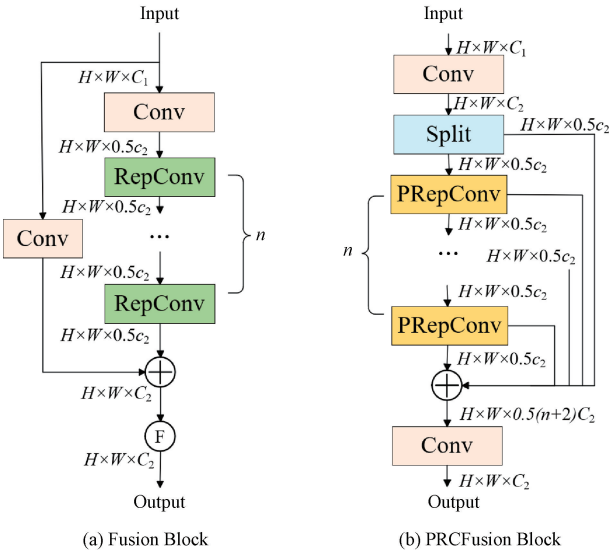 Input
H×W×C₁
Conv
H×W×0.5c₂
RepConv
H×W×0.5c₂
Conv
...
n
H×W×0.5c₂
RepConv
H×W×0.5c₂
+
H×W×C₂
F
H×W×C₂
Output
(a) Fusion Block
Input
H×W×C₁
Conv
H×W×C₂
Split
H×W×0.5c₂
H×W×0.5c₂
PRepConv
H×W×0.5c₂
n
...
H×W×0.5c₂
H×W×0.5c₂
PRepConv
H×W×0.5c₂
+
H×W×0.5(n+2)C₂
Conv
H×W×C₂
Output
(b) PRCFusion Block